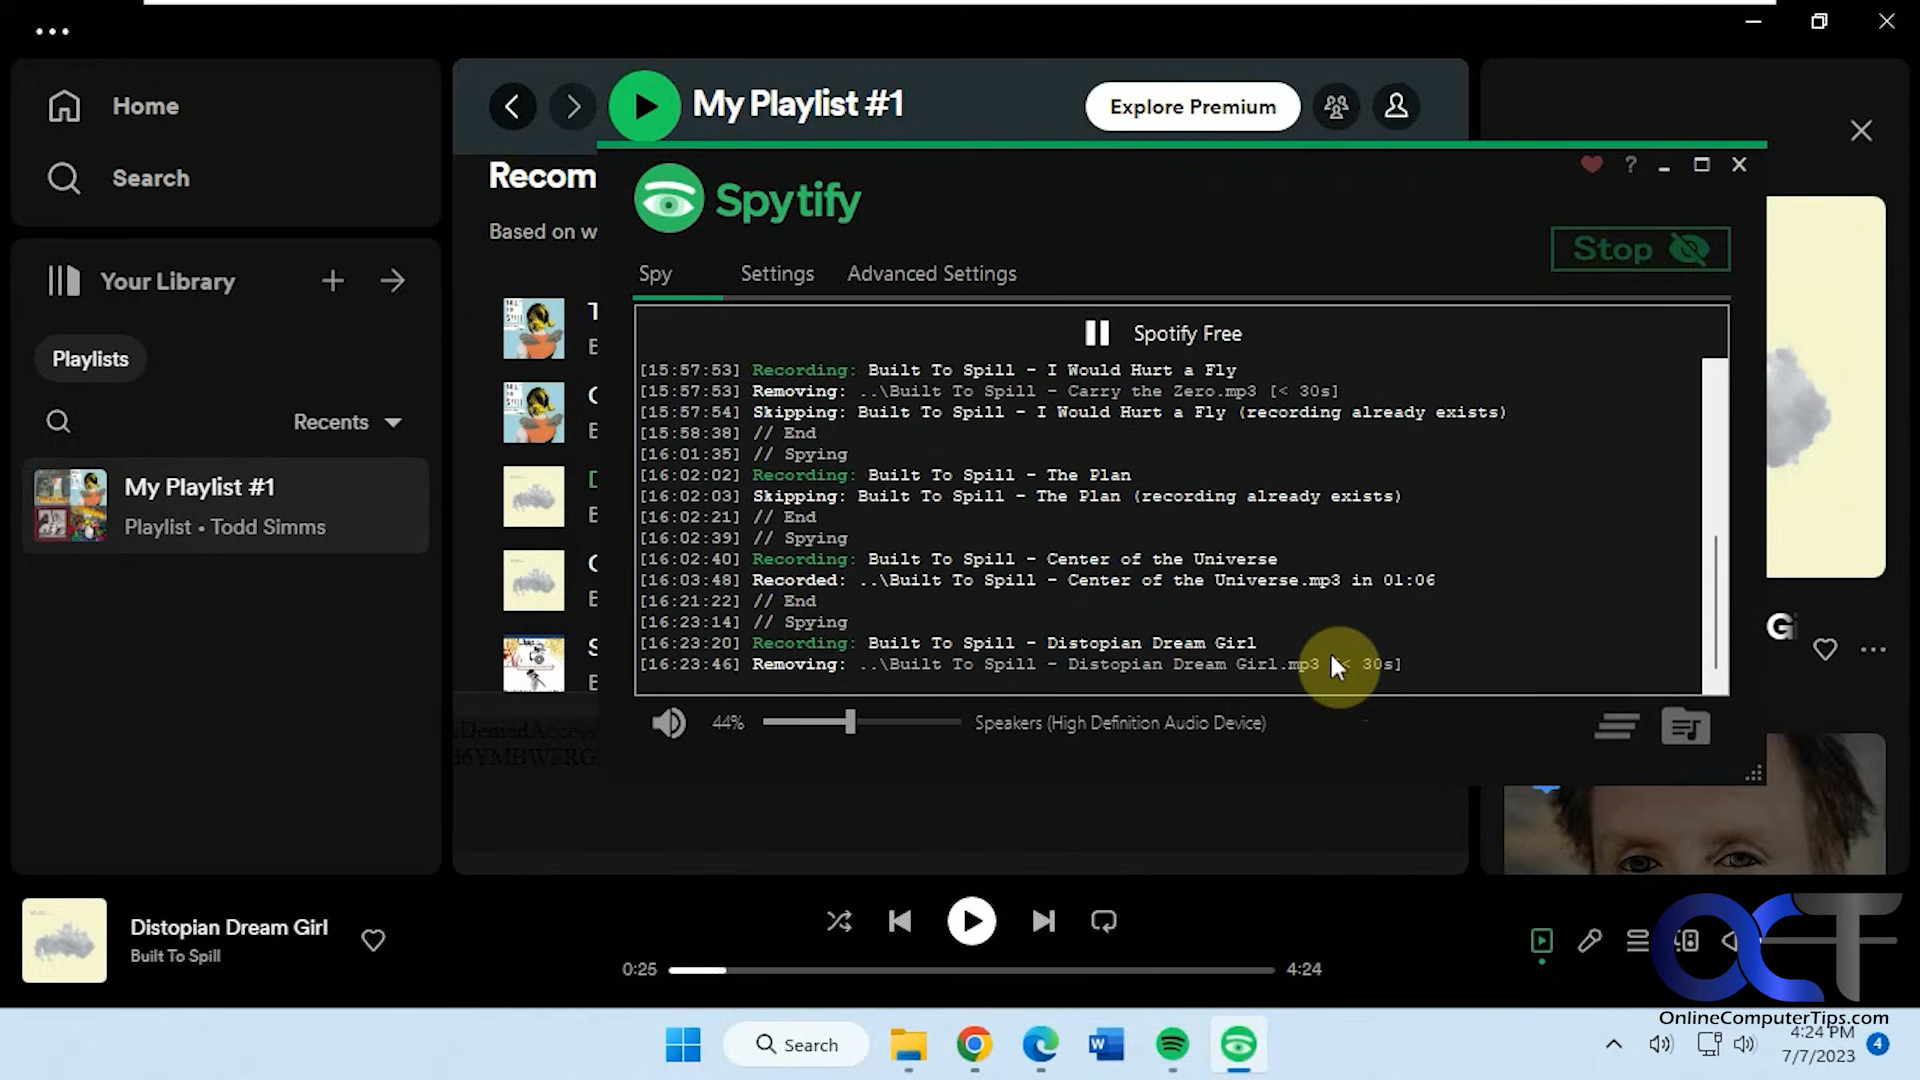 Home
Search
Your Library
Playlists
Recents
My Playlist #1
Playlist • Todd Simms
My Playlist #1
Explore Premium
Recom
Based on w
Spytify
Stop
Spy
Settings
Advanced Settings
Spotify Free
[15:57:53] Recording: Built To Spill - I Would Hurt a Fly
[15:57:53] Removing: ..\Built To Spill - Carry the Zero.mp3 [< 30s]
[15:57:54] Skipping: Built To Spill - I Would Hurt a Fly (recording already exists)
[15:58:38] // End
[16:01:35] // Spying
[16:02:02] Recording: Built To Spill - The Plan
[16:02:03] Skipping: Built To Spill - The Plan (recording already exists)
[16:02:21] // End
[16:02:39] // Spying
[16:02:40] Recording: Built To Spill - Center of the Universe
[16:03:48] Recorded: ..\Built To Spill - Center of the Universe.mp3 in 01:06
[16:21:22] // End
[16:23:14] // Spying
[16:23:20] Recording: Built To Spill - Distopian Dream Girl
[16:23:46] Removing: ..\Built To Spill - Distopian Dream Girl.mp3 [< 30s]
44%
Speakers (High Definition Audio Device)
Gi
Distopian Dream Girl
Built To Spill
0:25
4:24
OCT
OnlineComputerTips.com
Search
4:24 PM
7/7/2023
4